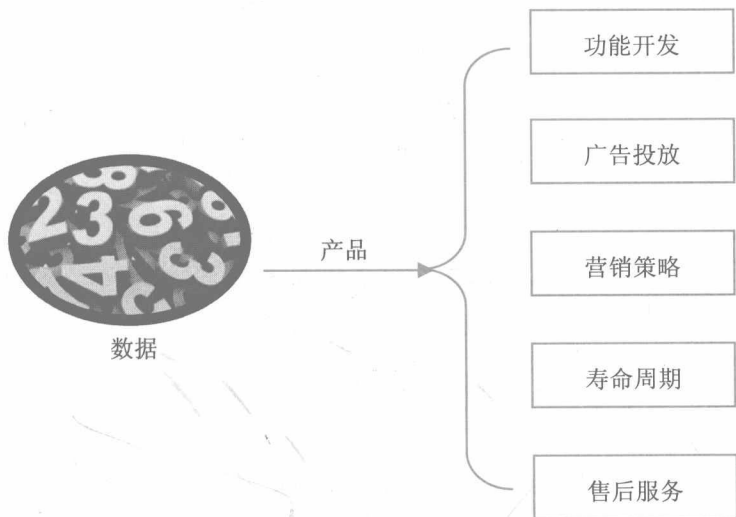 功能开发
广告投放
产品
营销策略
数据
寿命周期
售后服务